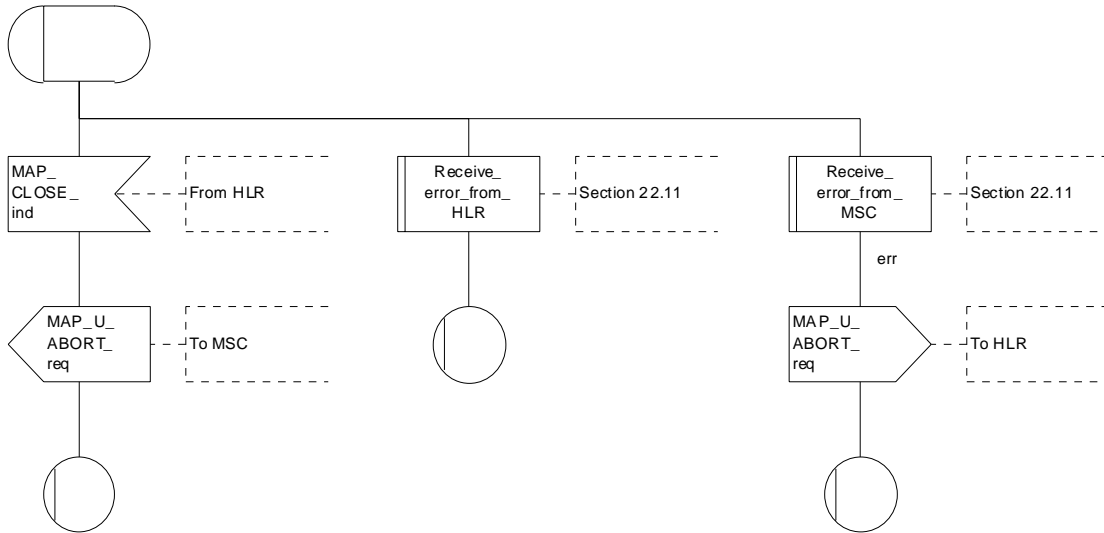 MAP_
CLOSE_
ind
From HLR
Receive_
error_from_
HLR
Section 22.11
Receive_
error_from_
MSC
Section 22.11
err
MAP_U_
ABORT_
req
To MSC
MAP_U_
ABORT_
req
To HLR